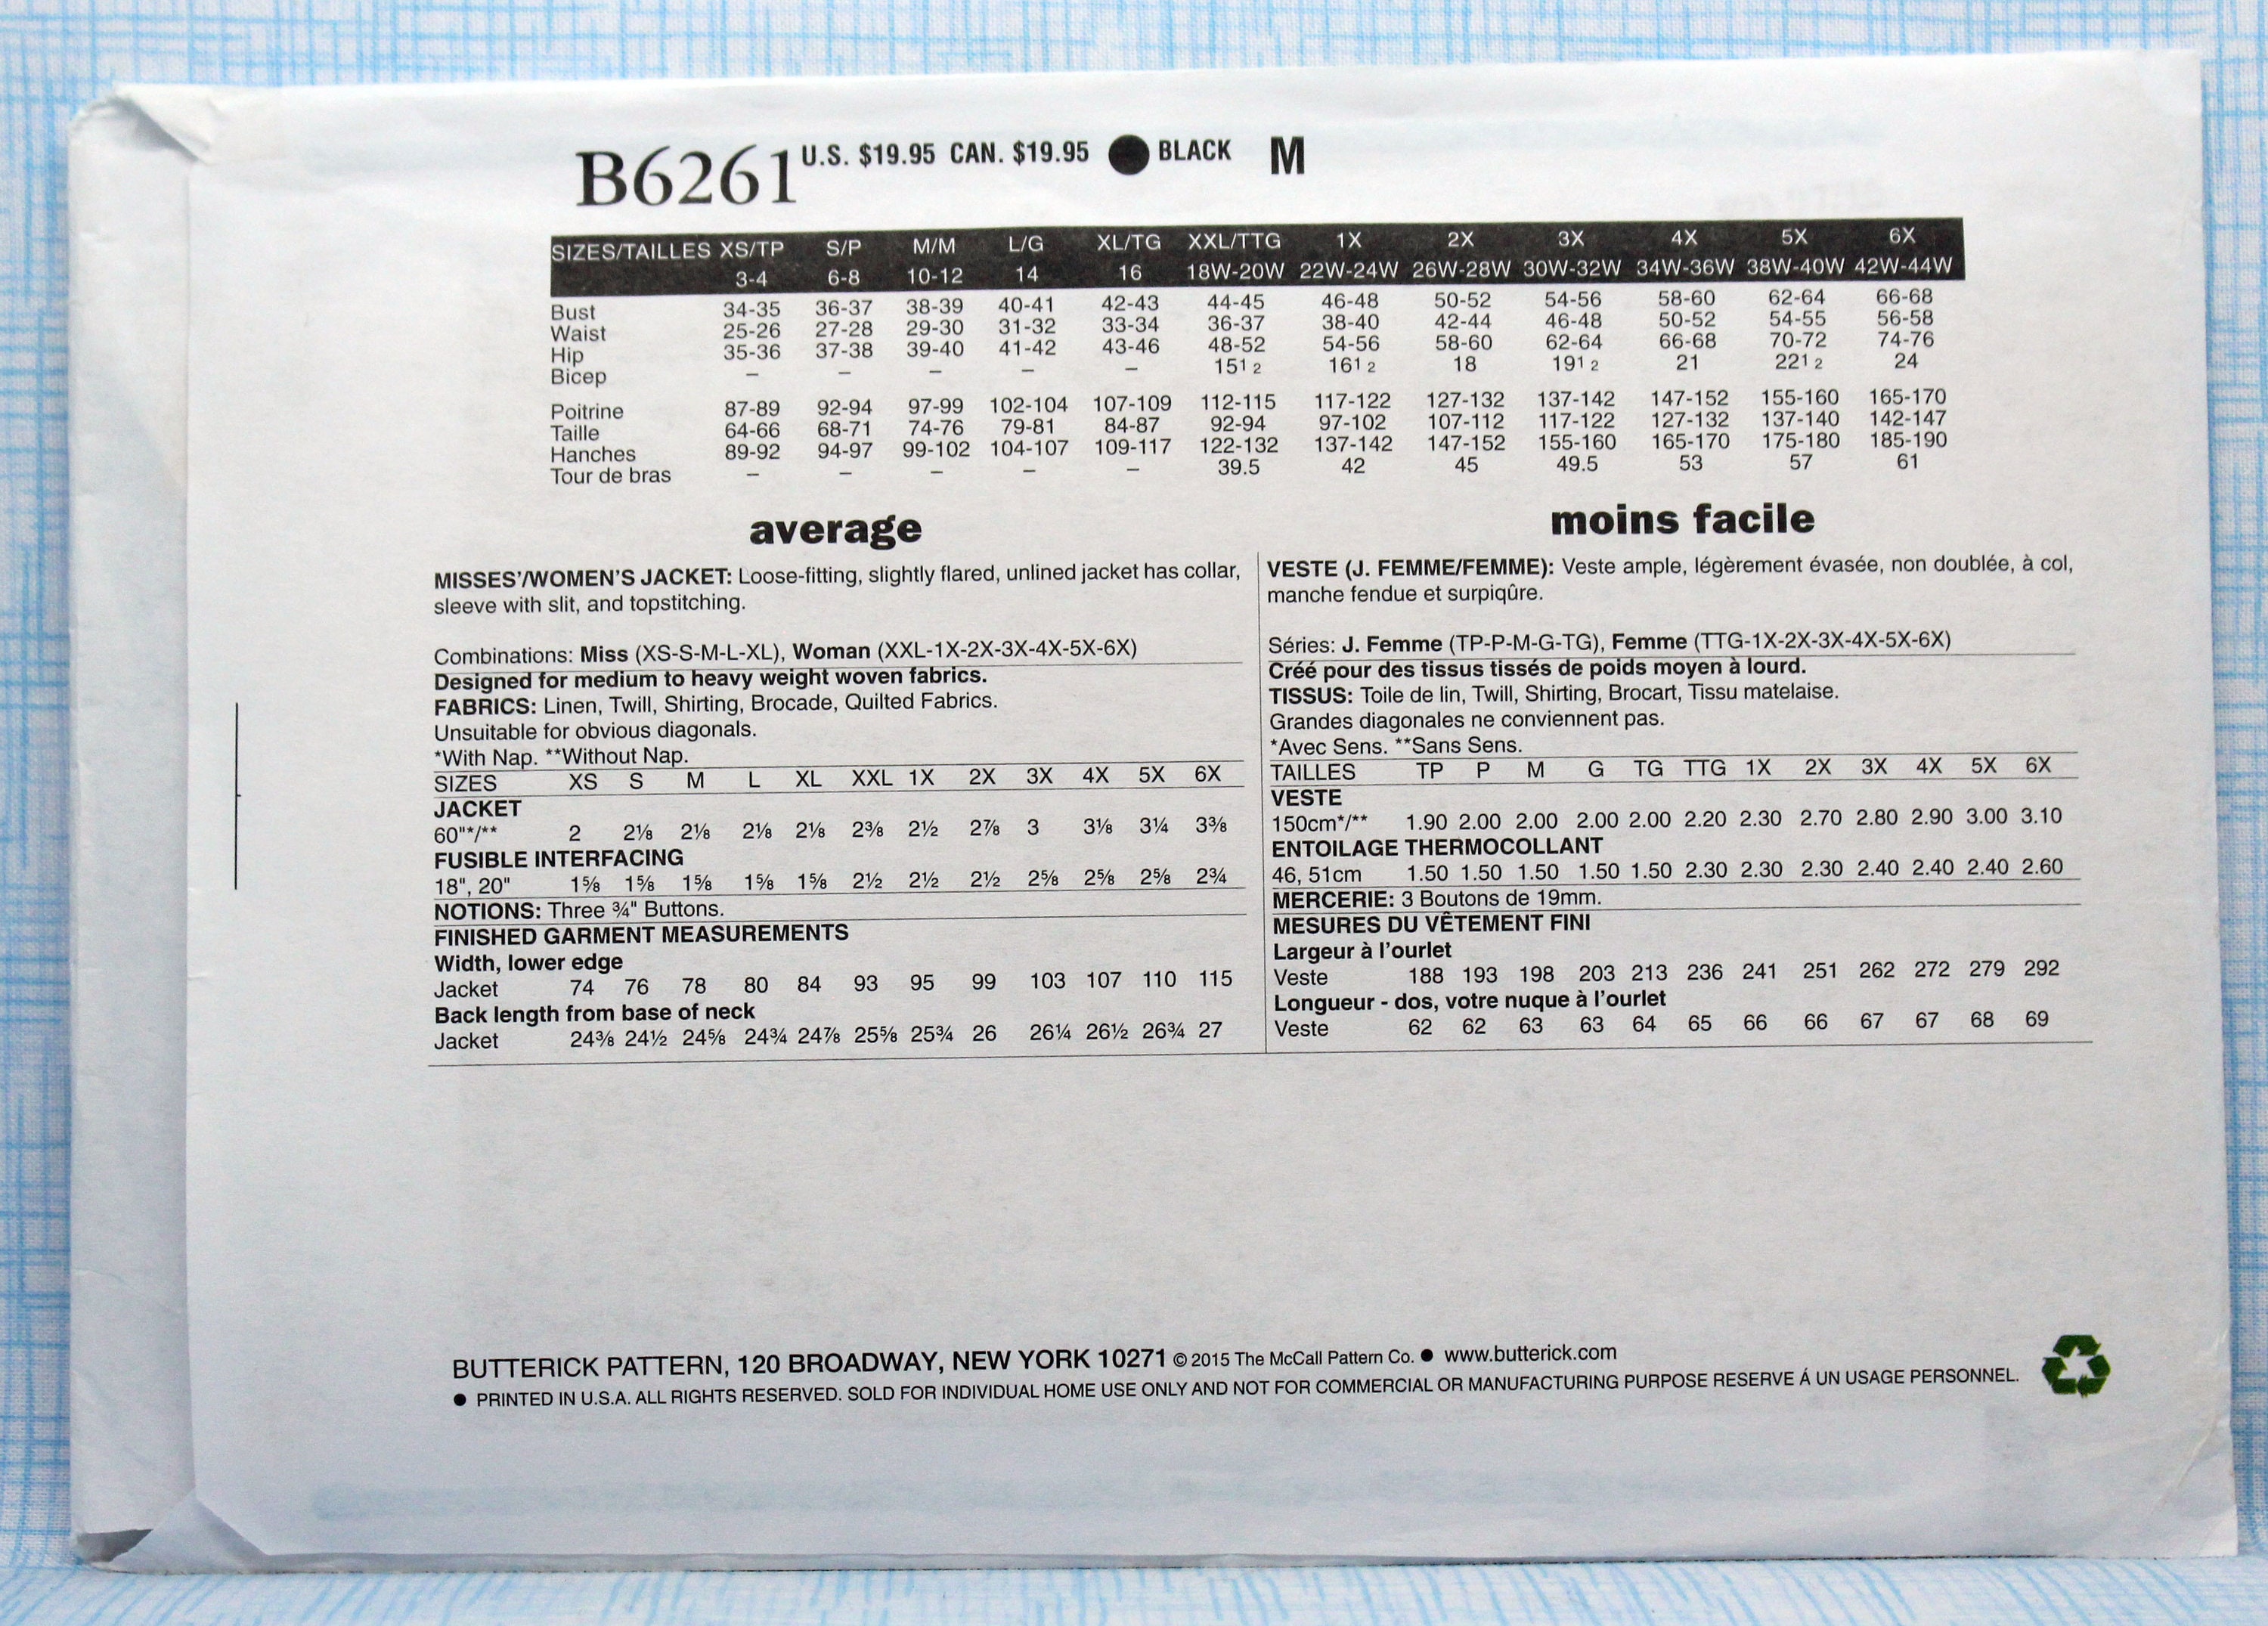 B6261 U.S. $19.95 CAN. $19.95 ● BLACK M
SIZES/TAILLES XS/TP S/P M/M L/G XL/TG XXL/TTG 1X 2X 3X 4X 5X 6X
3-4 6-8 10-12 14 16 18W-20W 22W-24W 26W-28W 30W-32W 34W-36W 38W-40W 42W-44W
Bust 34-35 36-37 38-39 40-41 42-43 44-45 46-48 50-52 54-56 58-60 62-64 66-68
Waist 25-26 27-28 29-30 31-32 33-34 36-37 38-40 42-44 46-48 50-52 54-55 56-58
Hip 35-36 37-38 39-40 41-42 43-46 48-52 54-56 58-60 62-64 66-68 70-72 74-76
Bicep – – – – – 151 2 161 2 18 191 2 21 221 2 24
Poitrine 87-89 92-94 97-99 102-104 107-109 112-115 117-122 127-132 137-142 147-152 155-160 165-170
Taille 64-66 68-71 74-76 79-81 84-87 92-94 97-102 107-112 117-122 127-132 137-140 142-147
Hanches 89-92 94-97 99-102 104-107 109-117 122-132 137-142 147-152 155-160 165-170 175-180 185-190
Tour de bras – – – – – 39.5 42 45 49.5 53 57 61
average
MISSES'/WOMEN'S JACKET: Loose-fitting, slightly flared, unlined jacket has collar,
sleeve with slit, and topstitching.
Combinations: Miss (XS-S-M-L-XL), Woman (XXL-1X-2X-3X-4X-5X-6X)
Designed for medium to heavy weight woven fabrics.
FABRICS: Linen, Twill, Shirting, Brocade, Quilted Fabrics.
Unsuitable for obvious diagonals.
*With Nap. **Without Nap.
SIZES XS S M L XL XXL 1X 2X 3X 4X 5X 6X
JACKET
60"*/** 2 2⅛ 2⅛ 2⅛ 2⅛ 2⅜ 2½ 2⅞ 3 3⅛ 3¼ 3⅜
FUSIBLE INTERFACING
18", 20" 1⅝ 1⅝ 1⅝ 1⅝ 1⅝ 2½ 2½ 2½ 2⅝ 2⅝ 2⅝ 2¾
NOTIONS: Three ¾" Buttons.
FINISHED GARMENT MEASUREMENTS
Width, lower edge
Jacket 74 76 78 80 84 93 95 99 103 107 110 115
Back length from base of neck
Jacket 24⅜ 24½ 24⅝ 24¾ 24⅞ 25⅝ 25¾ 26 26¼ 26½ 26¾ 27
moins facile
VESTE (J. FEMME/FEMME): Veste ample, légèrement évasée, non doublée, à col,
manche fendue et surpiqûre.
Séries: J. Femme (TP-P-M-G-TG), Femme (TTG-1X-2X-3X-4X-5X-6X)
Créé pour des tissus tissés de poids moyen à lourd.
TISSUS: Toile de lin, Twill, Shirting, Brocart, Tissu matelaise.
Grandes diagonales ne conviennent pas.
*Avec Sens. **Sans Sens.
TAILLES TP P M G TG TTG 1X 2X 3X 4X 5X 6X
VESTE
150cm*/** 1.90 2.00 2.00 2.00 2.00 2.20 2.30 2.70 2.80 2.90 3.00 3.10
ENTOILAGE THERMOCOLLANT
46, 51cm 1.50 1.50 1.50 1.50 1.50 2.30 2.30 2.30 2.40 2.40 2.40 2.60
MERCERIE: 3 Boutons de 19mm.
MESURES DU VÊTEMENT FINI
Largeur à l'ourlet
Veste 188 193 198 203 213 236 241 251 262 272 279 292
Longueur - dos, votre nuque à l'ourlet
Veste 62 62 63 63 64 65 66 66 67 67 68 69
BUTTERICK PATTERN, 120 BROADWAY, NEW YORK 10271 © 2015 The McCall Pattern Co. ● www.butterick.com
● PRINTED IN U.S.A. ALL RIGHTS RESERVED. SOLD FOR INDIVIDUAL HOME USE ONLY AND NOT FOR COMMERCIAL OR MANUFACTURING PURPOSE RESERVE Á UN USAGE PERSONNEL.